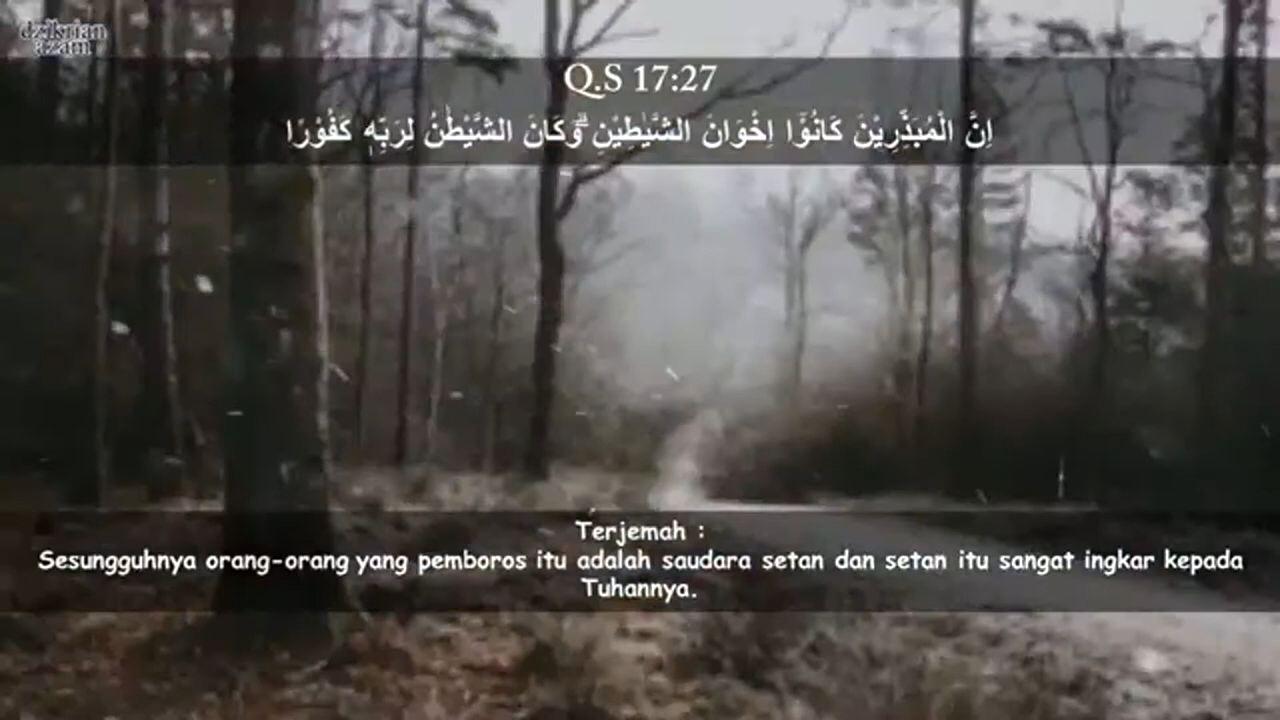 dzikrian
azam
Q.S 17:27
اِنَّ الْمُبَذِّرِيْنَ كَانُوْٓا اِخْوَانَ الشَّيٰطِيْنِ ۗوَكَانَ الشَّيْطٰنُ لِرَبِّهٖ كَفُوْرًا
Terjemah :
Sesungguhnya orang-orang yang pemboros itu adalah saudara setan dan setan itu sangat ingkar kepada
Tuhannya.